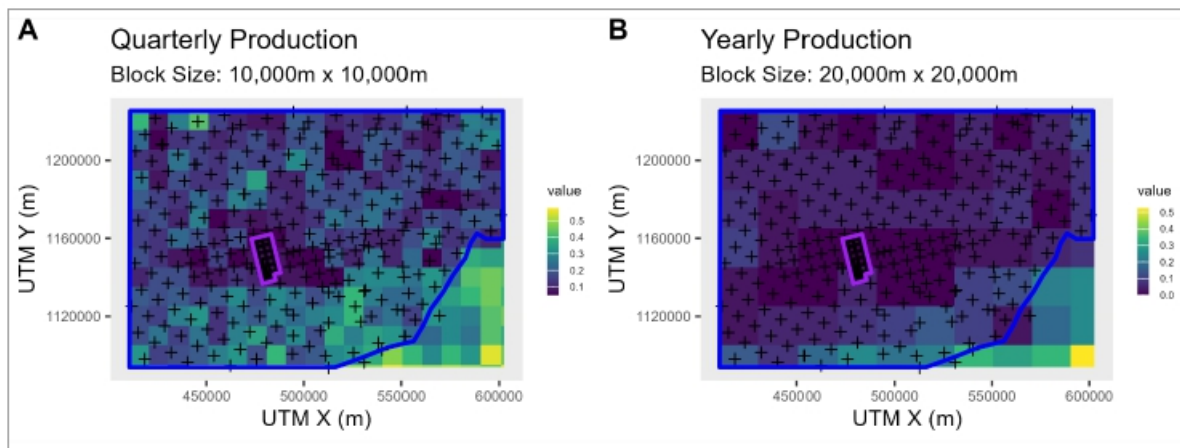 A
Quarterly Production
Block Size: 10,000m x 10,000m
1200000
1160000
1120000
UTM Y (m)
450000 500000 550000 600000
UTM X (m)
value
0.5
0.4
0.3
0.2
0.1
B
Yearly Production
Block Size: 20,000m x 20,000m
1200000
1160000
1120000
UTM Y (m)
450000 500000 550000 600000
UTM X (m)
value
0.5
0.4
0.3
0.2
0.1
0.0